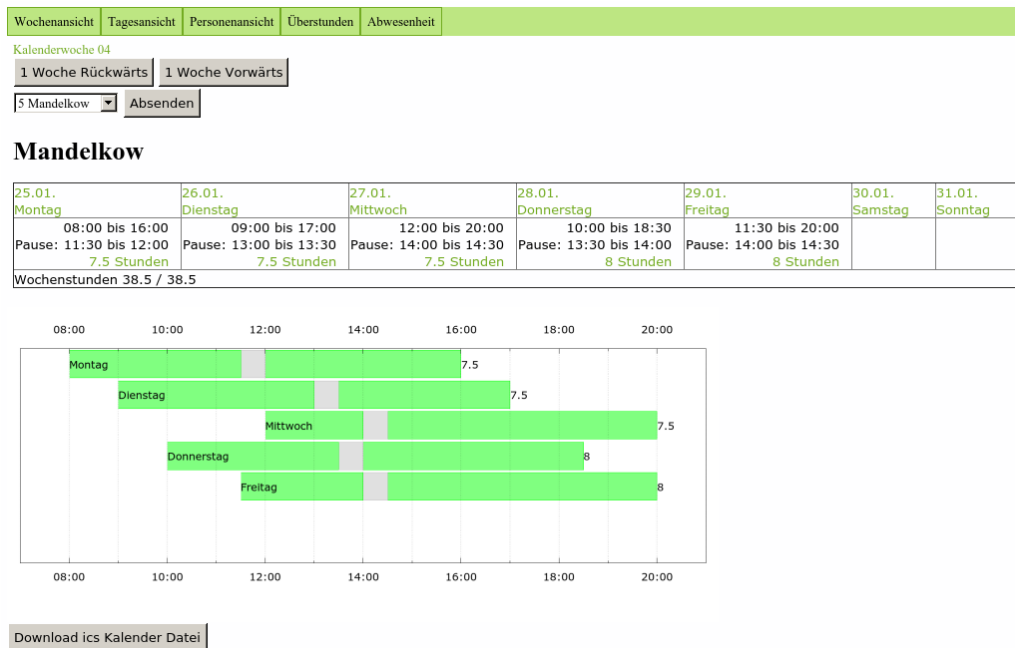 Wochenansicht Tagesansicht Personenansicht Überstunden Abwesenheit
Kalenderwoche 04
1 Woche Rückwärts 1 Woche Vorwärts
5 Mandelkow Absenden
Mandelkow
25.01. 26.01. 27.01. 28.01. 29.01. 30.01. 31.01.
Montag Dienstag Mittwoch Donnerstag Freitag Samstag Sonntag
08:00 bis 16:00 09:00 bis 17:00 12:00 bis 20:00 10:00 bis 18:30 11:30 bis 20:00
Pause: 11:30 bis 12:00 Pause: 13:00 bis 13:30 Pause: 14:00 bis 14:30 Pause: 13:30 bis 14:00 Pause: 14:00 bis 14:30
7.5 Stunden 7.5 Stunden 7.5 Stunden 8 Stunden 8 Stunden
Wochenstunden 38.5 / 38.5
08:00 10:00 12:00 14:00 16:00 18:00 20:00
Montag 7.5
Dienstag 7.5
Mittwoch 7.5
Donnerstag 8
Freitag 8
08:00 10:00 12:00 14:00 16:00 18:00 20:00
Download ics Kalender Datei